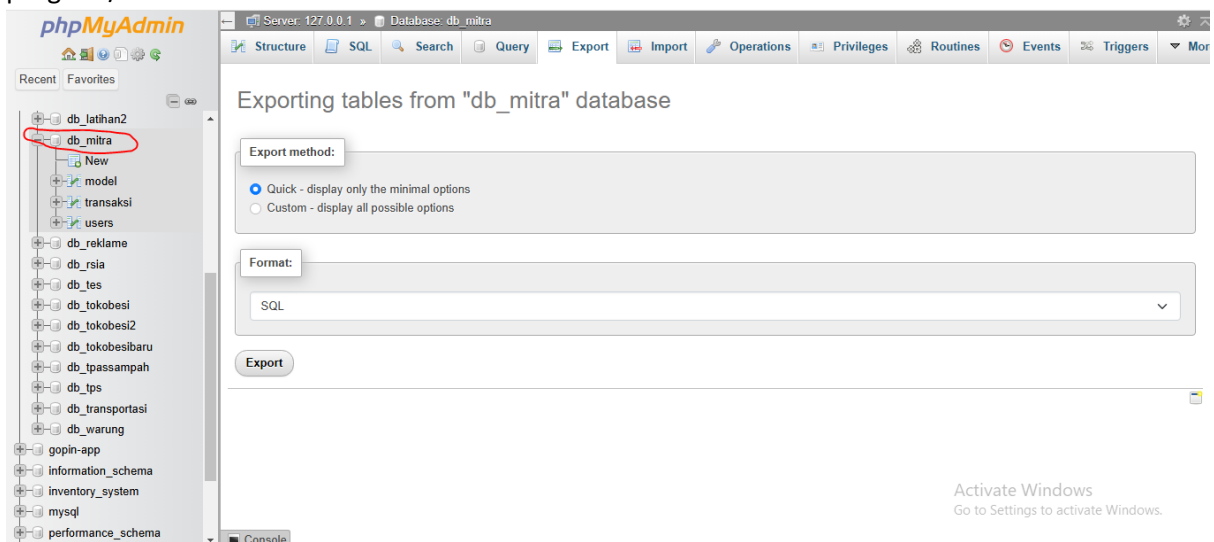 phpMyAdmin
Recent Favorites
db_latihan2
db_mitra
New
model
transaksi
users
db_reklame
db_rsia
db_tes
db_tokobesi
db_tokobesi2
db_tokobesibaru
db_tpassampah
db_tps
db_transportasi
db_warung
gopin-app
information_schema
inventory_system
mysql
performance_schema
Server: 127.0.0.1 » Database: db_mitra
Structure SQL Search Query Export Import Operations Privileges Routines Events Triggers Mor
Exporting tables from "db_mitra" database
Export method:
Quick - display only the minimal options
Custom - display all possible options
Format:
SQL
Export
Activate Windows
Go to Settings to activate Windows.
Console